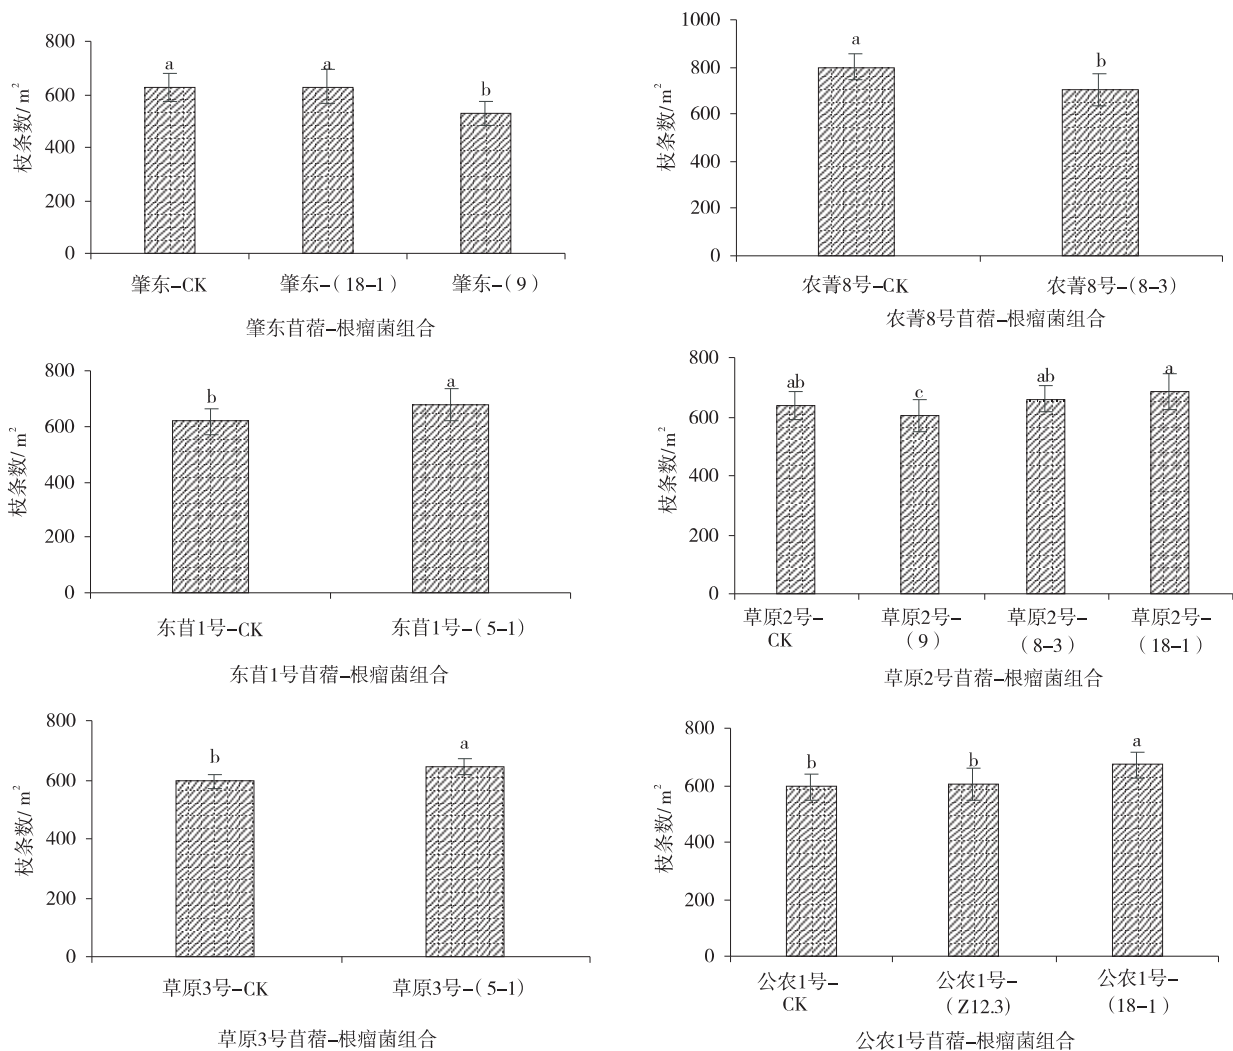 800
600
400
200
0
枝条数/m²
a
a
b
肇东-CK
肇东-(18-1)
肇东-(9)
肇东苜蓿-根瘤菌组合
1000
800
600
400
200
0
枝条数/m²
a
b
农菁8号-CK
农菁8号-(8-3)
农菁8号苜蓿-根瘤菌组合
800
600
400
200
0
枝条数/m²
b
a
东苜1号-CK
东苜1号-(5-1)
东苜1号苜蓿-根瘤菌组合
800
600
400
200
0
枝条数/m²
ab
c
ab
a
草原2号-
CK
草原2号-
(9)
草原2号-
(8-3)
草原2号-
(18-1)
草原2号苜蓿-根瘤菌组合
800
600
400
200
0
枝条数/m²
b
a
草原3号-CK
草原3号-(5-1)
草原3号苜蓿-根瘤菌组合
800
600
400
200
0
枝条数/m²
b
b
a
公农1号-
CK
公农1号-
(Z12.3)
公农1号-
(18-1)
公农1号苜蓿-根瘤菌组合